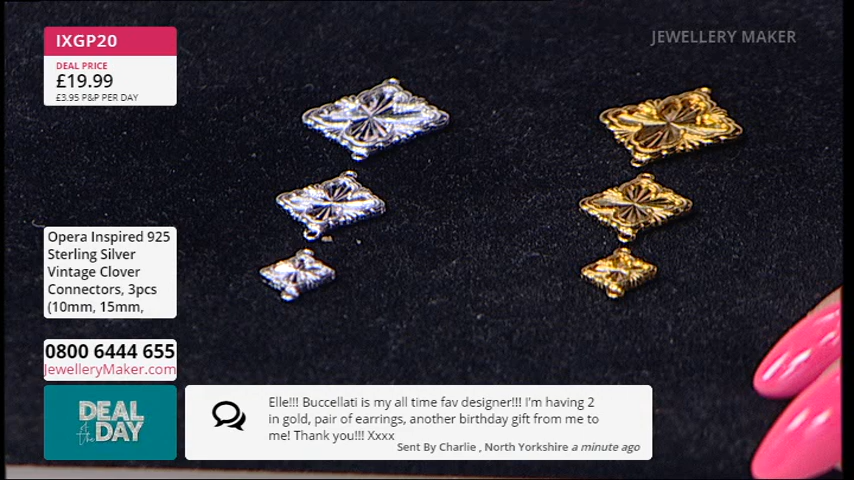 IXGP20
DEAL PRICE
£19.99
£3.95 P&P PER DAY
JEWELLERY MAKER
Opera Inspired 925
Sterling Silver
Vintage Clover
Connectors, 3pcs
(10mm, 15mm,
0800 6444 655
JewelleryMaker.com
DEAL
of the
DAY
Elle!!! Buccellati is my all time fav designer!!! I'm having 2
in gold, pair of earrings, another birthday gift from me to
me! Thank you!!! Xxxx
Sent By Charlie , North Yorkshire a minute ago